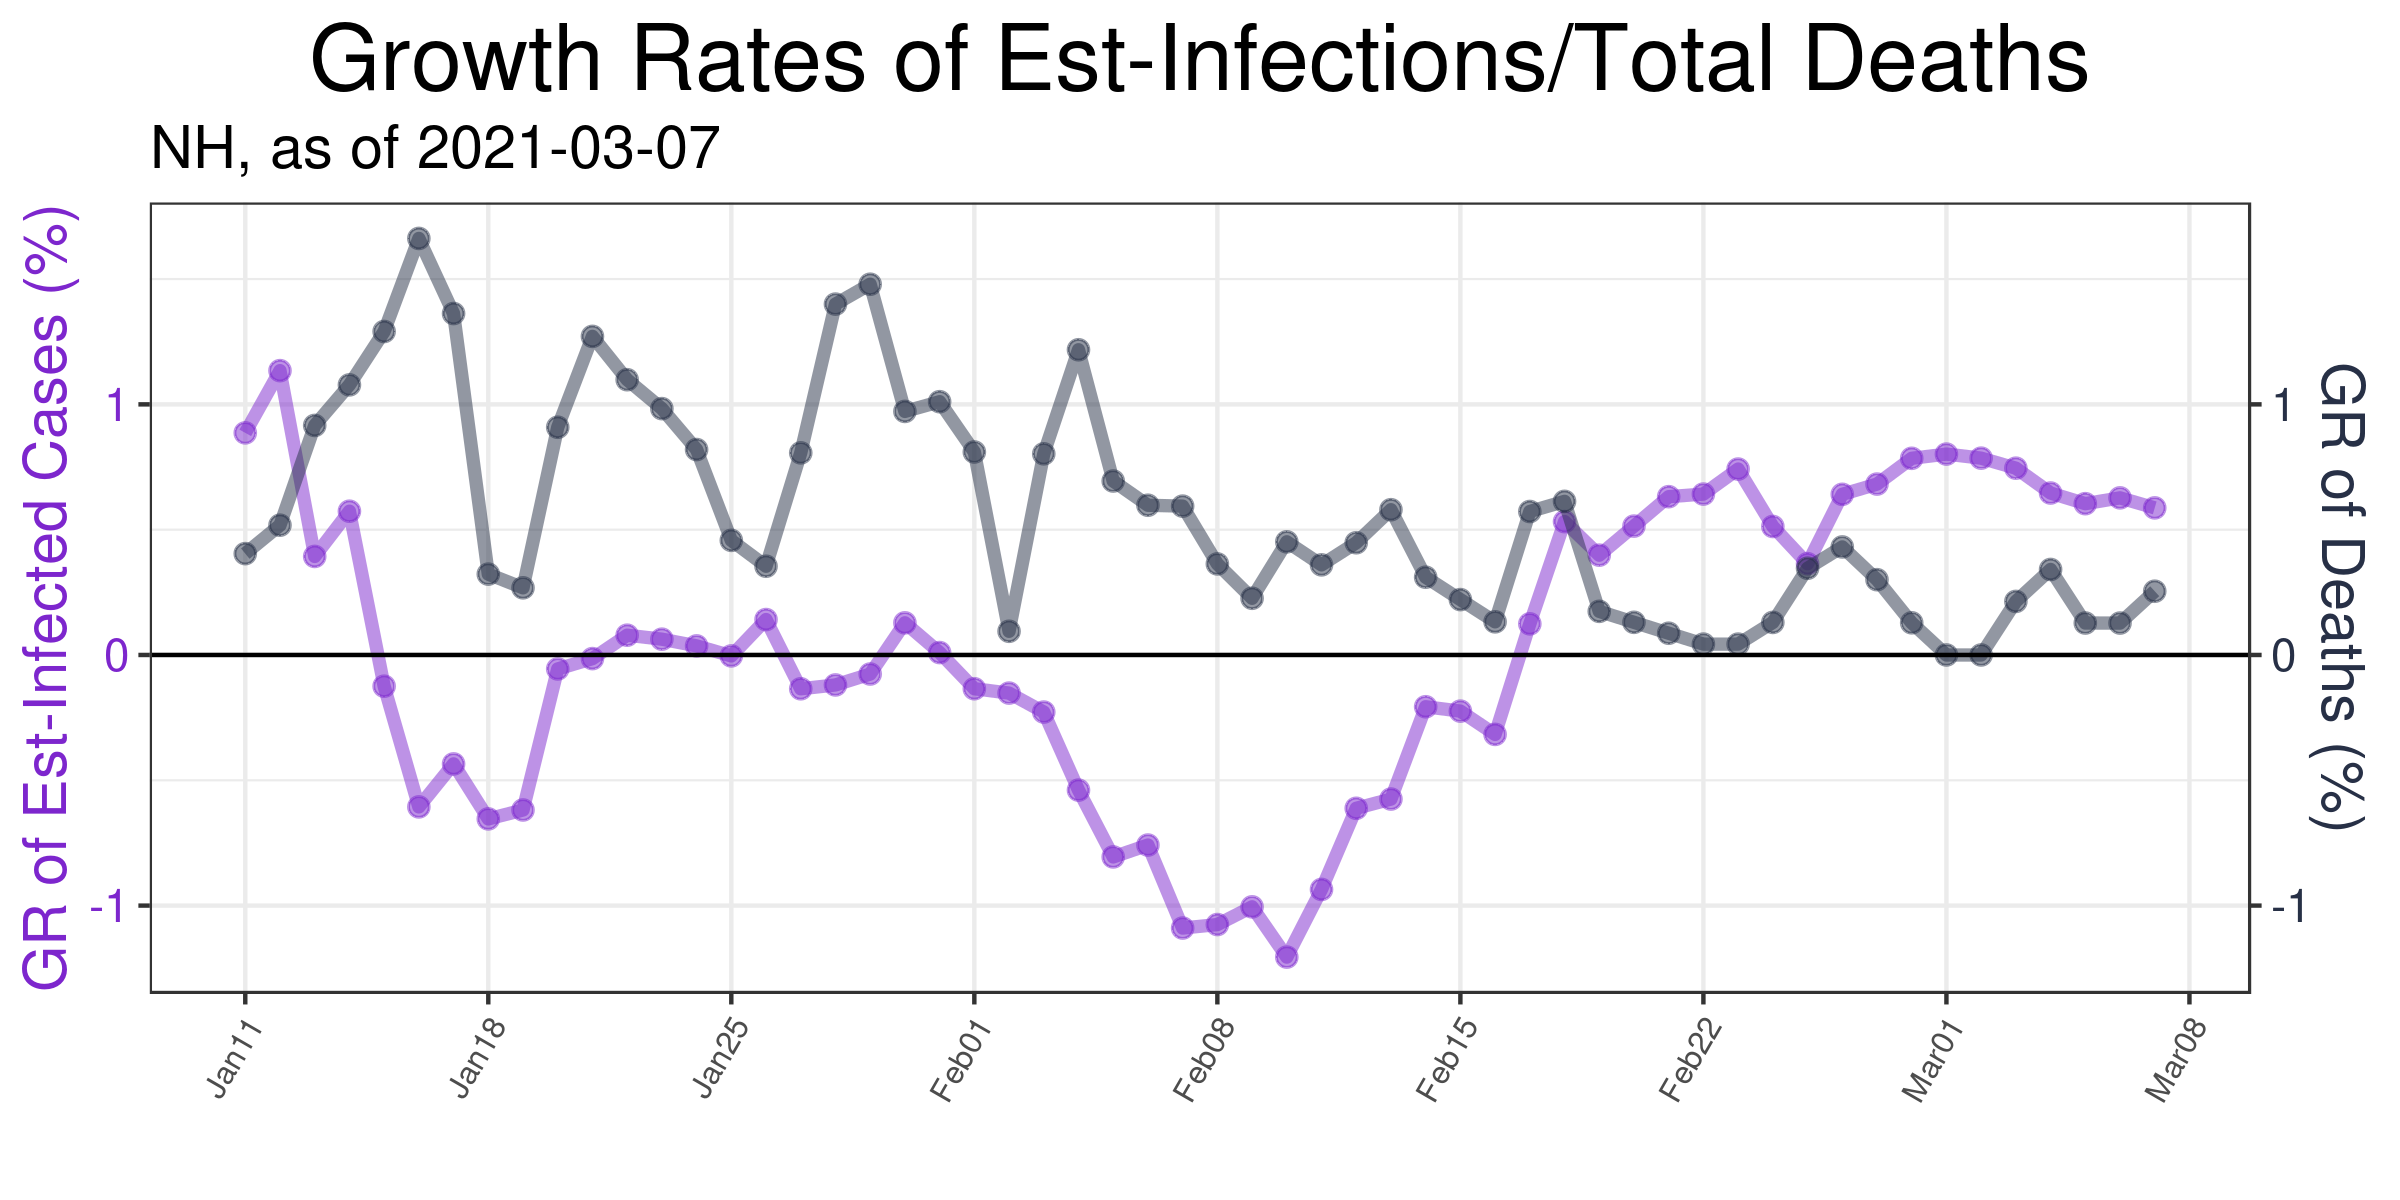 Growth Rates of Est-Infections/Total Deaths
NH, as of 2021-03-07
GR of Est-Infected Cases (%)
1
0
-1
GR of Deaths (%)
1
0
-1
Jan11
Jan18
Jan25
Feb01
Feb08
Feb15
Feb22
Mar01
Mar08